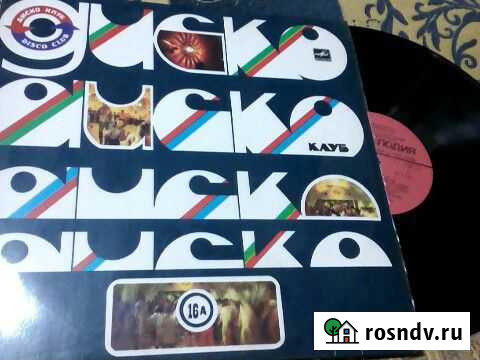 ДИСКО КЛУБ
DISCO CLUB
диско
диско
КЛУБ
диско
диско
16А
rosndv.ru